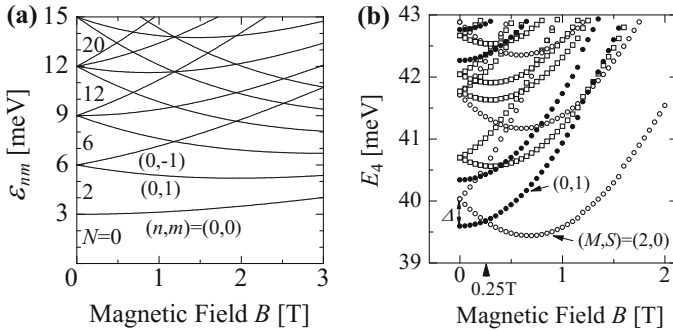 (a)
15
12
9
6
3
0
εnm [meV]
20
12
6
2
N=0
(0,-1)
(0,1)
(n,m)=(0,0)
0 1 2 3
Magnetic Field B [T]
(b)
43
42
41
40
39
E4 [meV]
Δ
(0,1)
(M,S)=(2,0)
0 1 2
0.25T
Magnetic Field B [T]